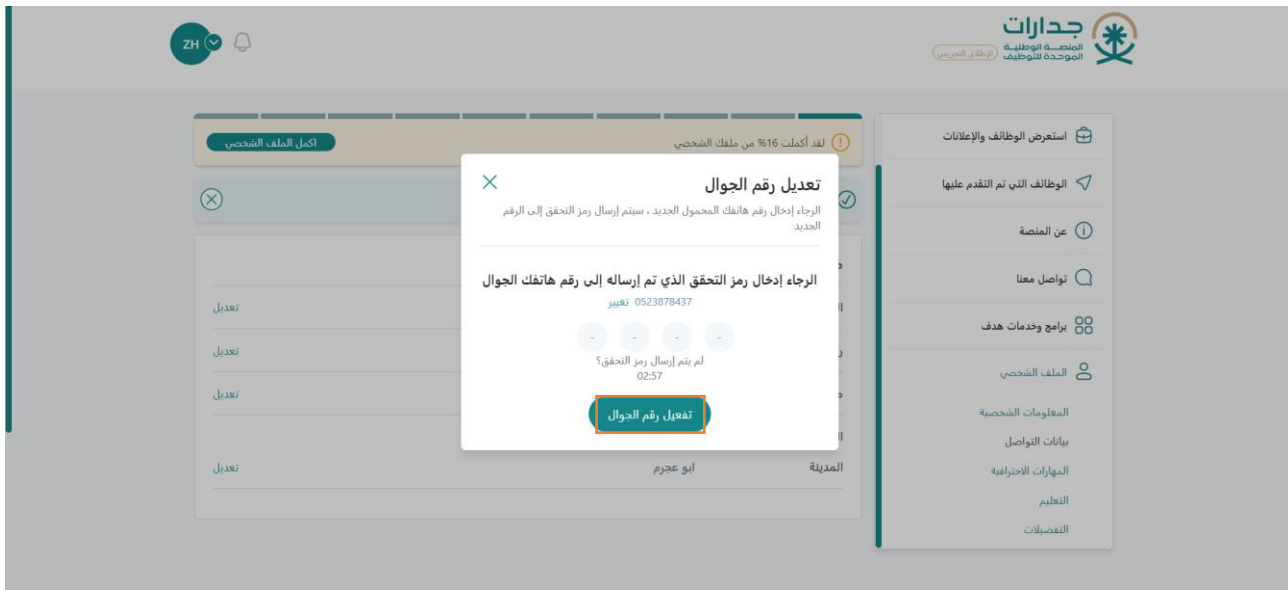 جدارات
المنصة الوطنية
الموحدة للتوظيف
الإطلاق التجريبي
ZH
استعرض الوظائف والإعلانات
الوظائف التي تم التقدم عليها
عن المنصة
تواصل معنا
برامج وخدمات هدف
الملف الشخصي
المعلومات الشخصية
بيانات التواصل
المهارات الاحترافية
التعليم
التفضيلات
لقد أكملت 16% من ملفك الشخصي
اكمل الملف الشخصي
تعديل رقم الجوال
الرجاء إدخال رقم هاتفك المحمول الجديد ، سيتم إرسال رمز التحقق إلى الرقم
الجديد
الرجاء إدخال رمز التحقق الذي تم إرساله إلى رقم هاتفك الجوال
0523878437 تغيير
- - - -
لم يتم إرسال رمز التحقق؟
02:57
تفعيل رقم الجوال
تعديل
تعديل
تعديل
المدينة ابو عجرم تعديل